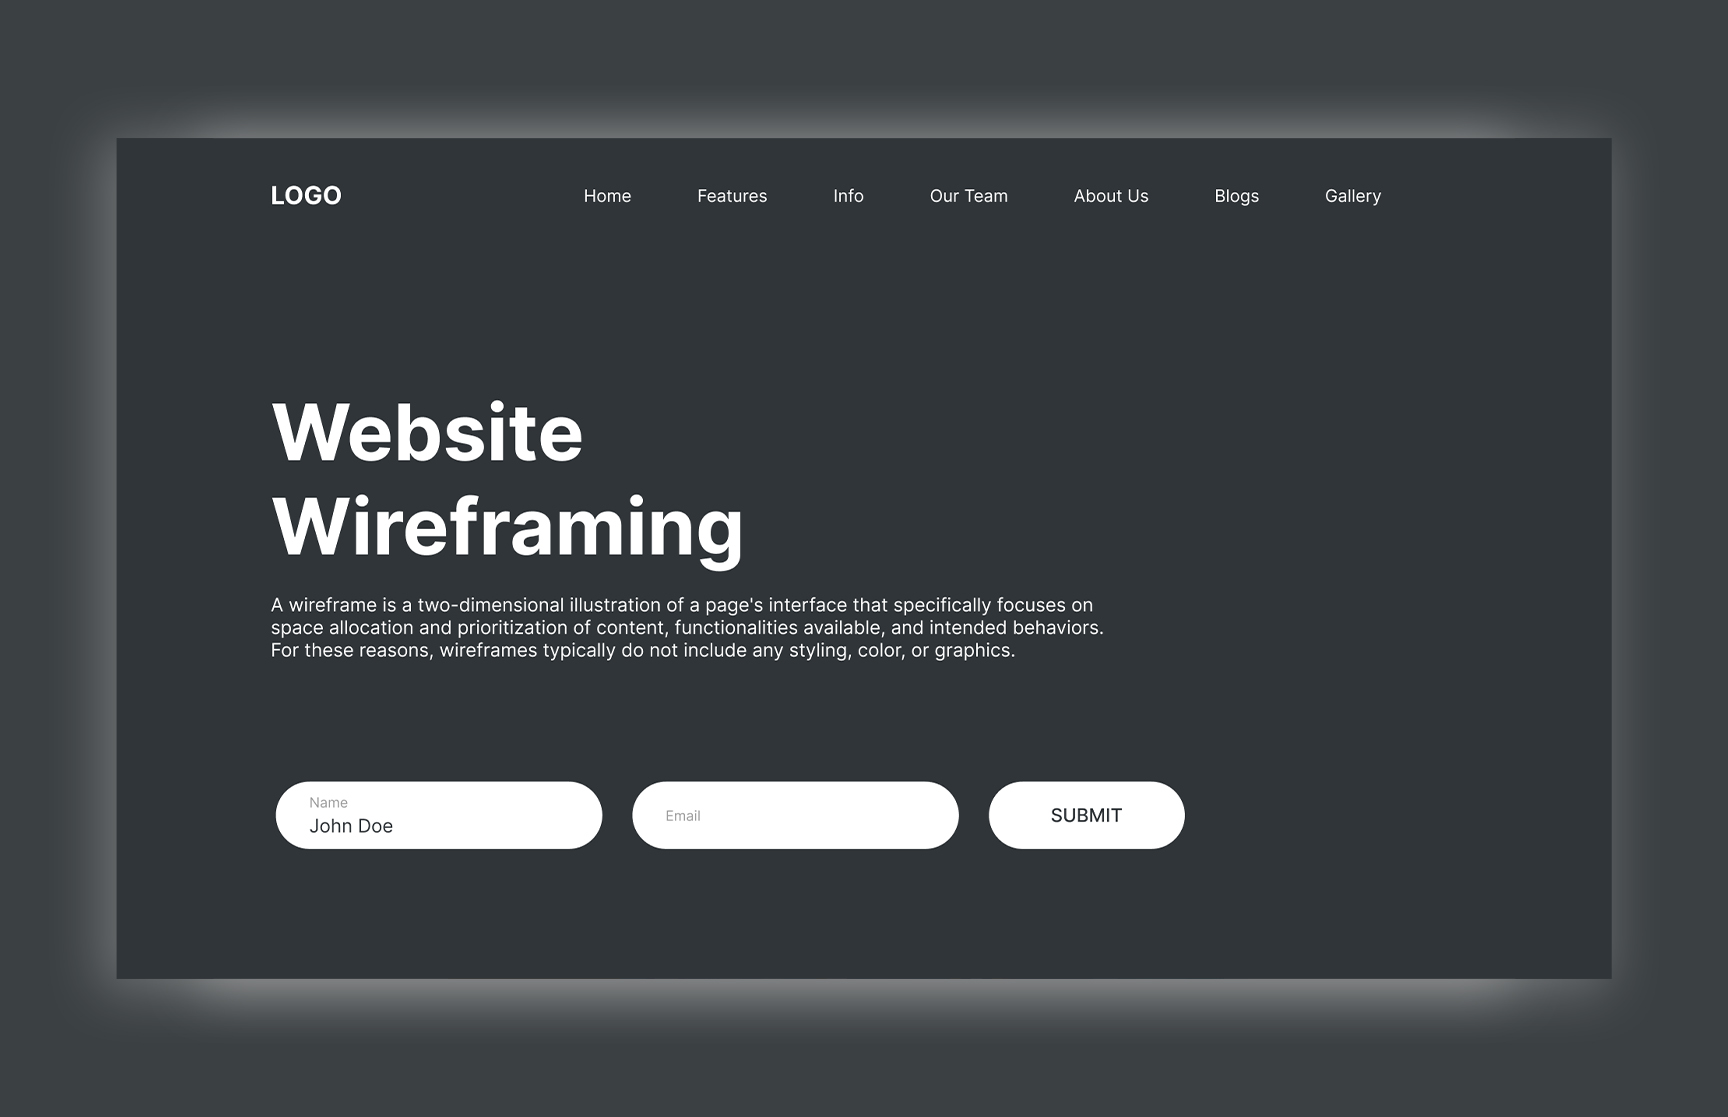 LOGO
Home Features Info Our Team About Us Blogs Gallery
Website
Wireframing
A wireframe is a two-dimensional illustration of a page's interface that specifically focuses on
space allocation and prioritization of content, functionalities available, and intended behaviors.
For these reasons, wireframes typically do not include any styling, color, or graphics.
Name
John Doe
Email
SUBMIT